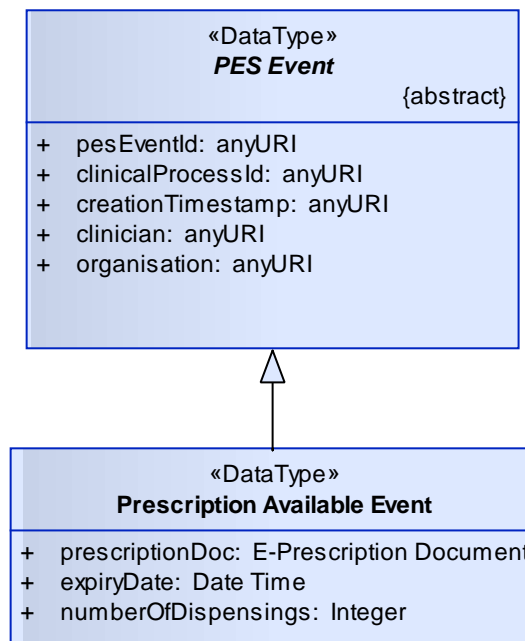 «DataType»
PES Event
{abstract}
+ pesEventId: anyURI
+ clinicalProcessId: anyURI
+ creationTimestamp: anyURI
+ clinician: anyURI
+ organisation: anyURI
«DataType»
Prescription Available Event
+ prescriptionDoc: E-Prescription Document
+ expiryDate: Date Time
+ numberOfDispensings: Integer